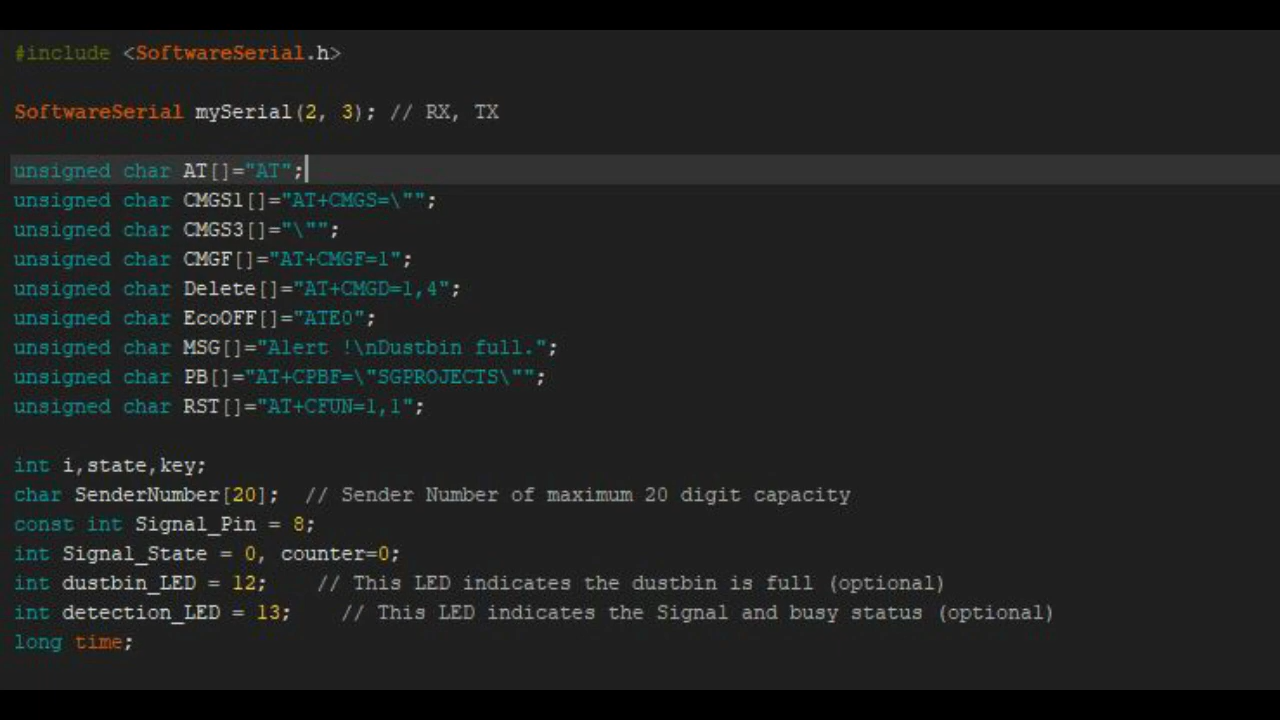 #include <SoftwareSerial.h>
SoftwareSerial mySerial(2, 3); // RX, TX
unsigned char AT[]="AT";
unsigned char CMGS1[]="AT+CMGS=\"";
unsigned char CMGS3[]="\"";
unsigned char CMGF[]="AT+CMGF=1";
unsigned char Delete[]="AT+CMGD=1,4";
unsigned char EcoOFF[]="ATE0";
unsigned char MSG[]="Alert !\nDustbin full.";
unsigned char PB[]="AT+CPBF=\"SGPROJECTS\"";
unsigned char RST[]="AT+CFUN=1,1";
int i,state,key;
char SenderNumber[20];  // Sender Number of maximum 20 digit capacity
const int Signal_Pin = 8;
int Signal_State = 0, counter=0;
int dustbin_LED = 12;    // This LED indicates the dustbin is full (optional)
int detection_LED = 13;    // This LED indicates the Signal and busy status (optional)
long time;